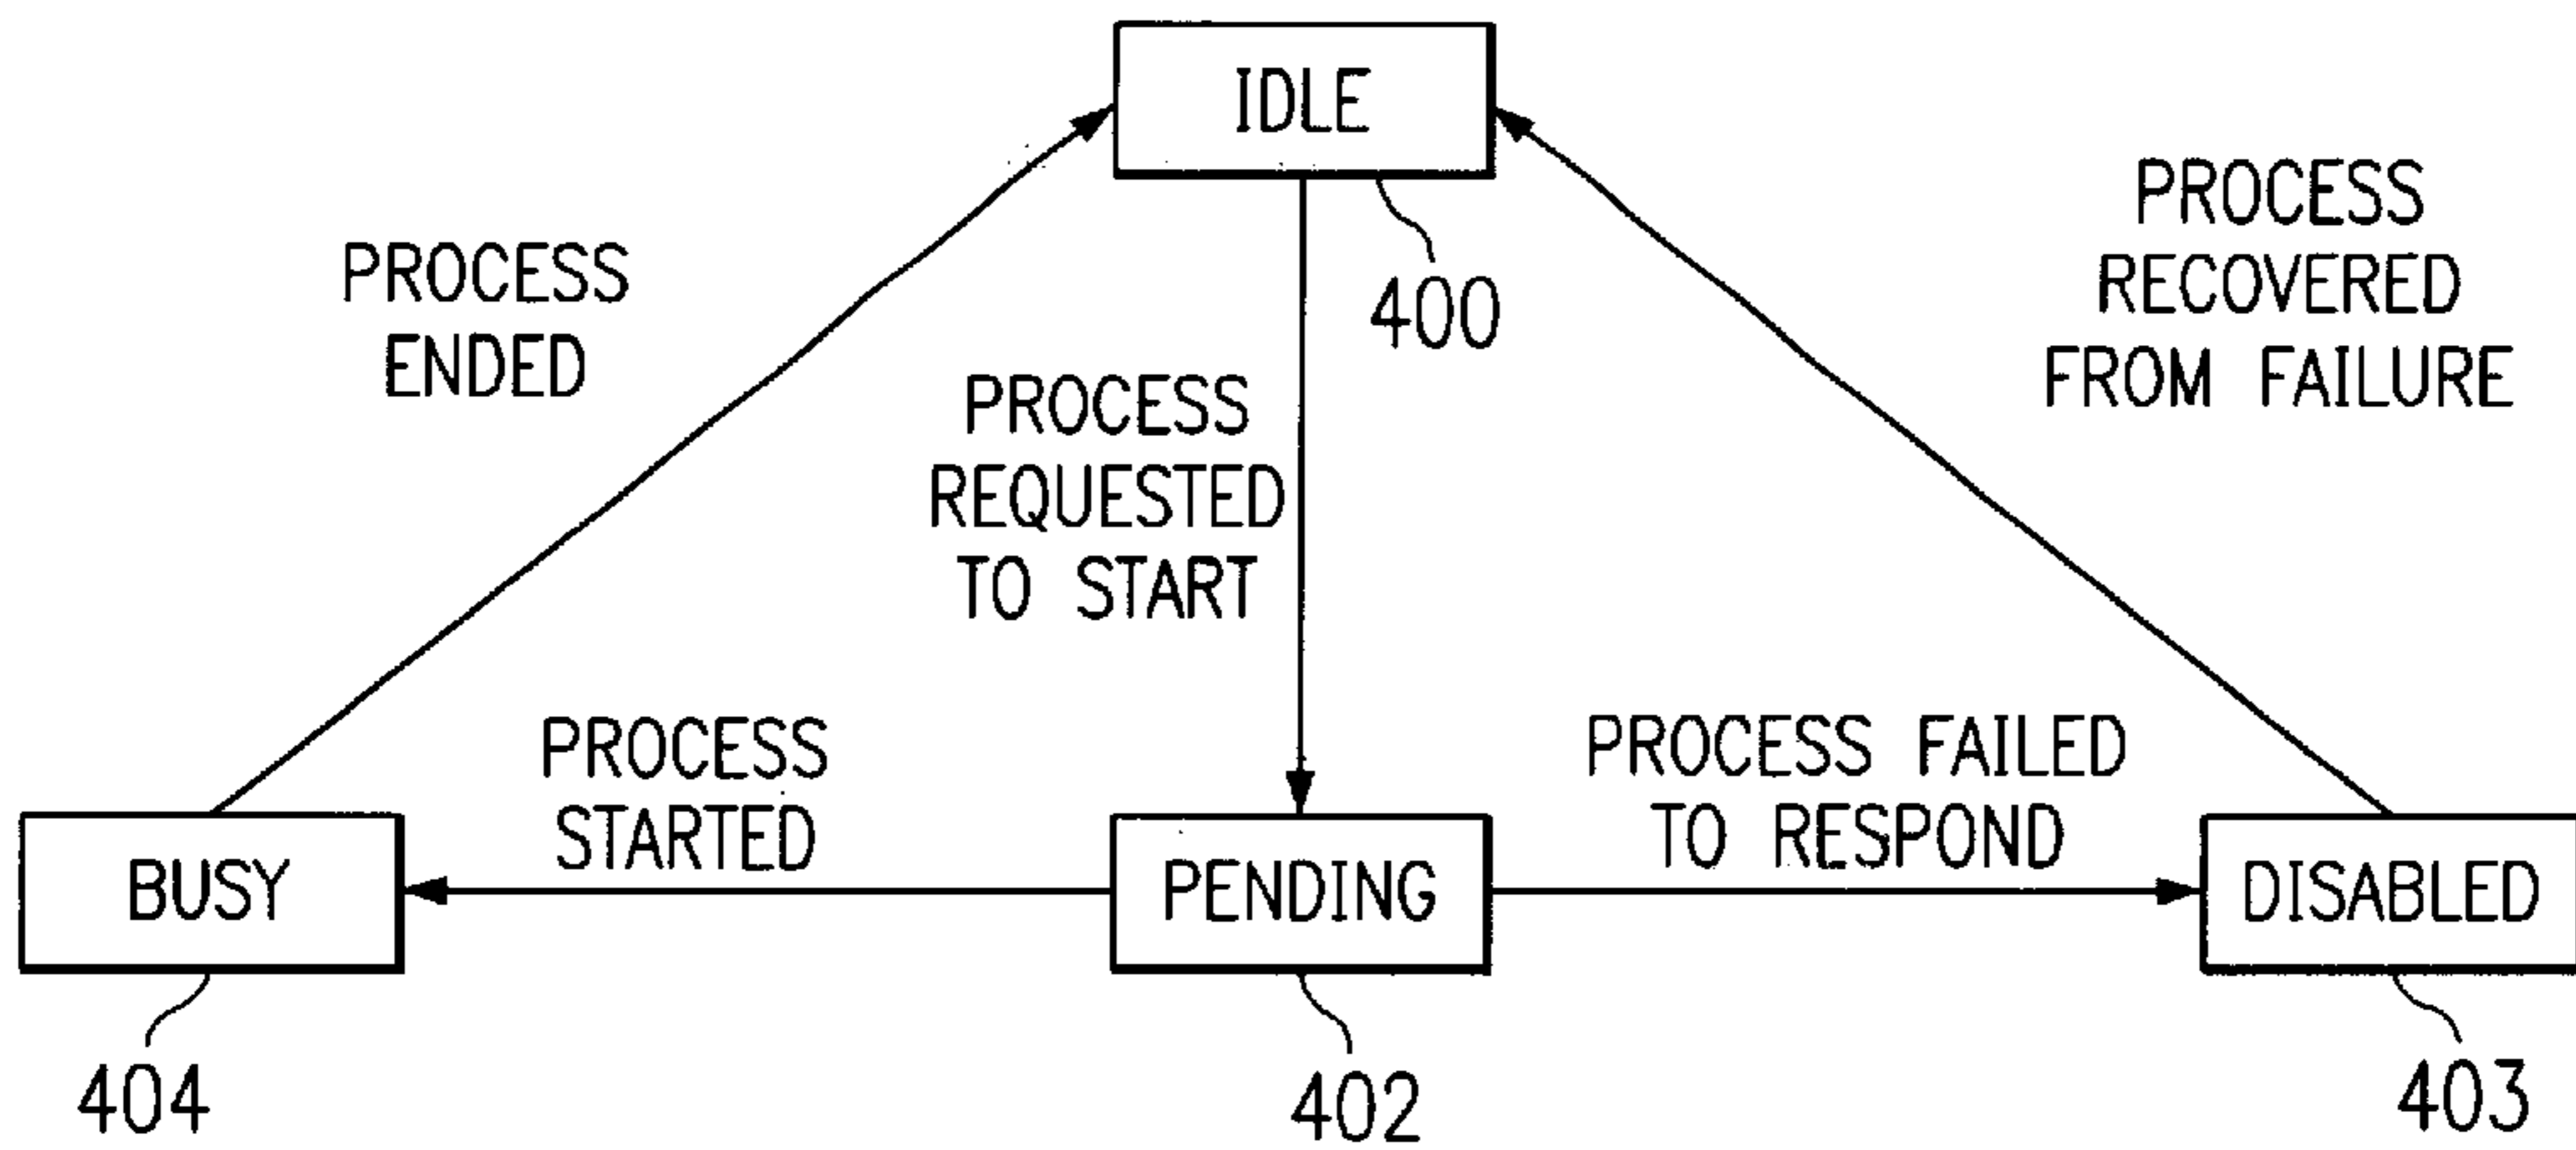 IDLE
400
PROCESS
ENDED
PROCESS
RECOVERED
FROM FAILURE
PROCESS
REQUESTED
TO START
PROCESS
STARTED
PROCESS FAILED
TO RESPOND
BUSY
PENDING
DISABLED
404
402
403